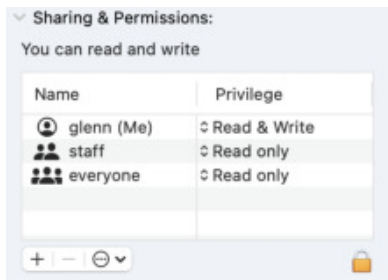 Sharing & Permissions:
You can read and write
Name Privilege
glenn (Me) Read & Write
staff Read only
everyone Read only